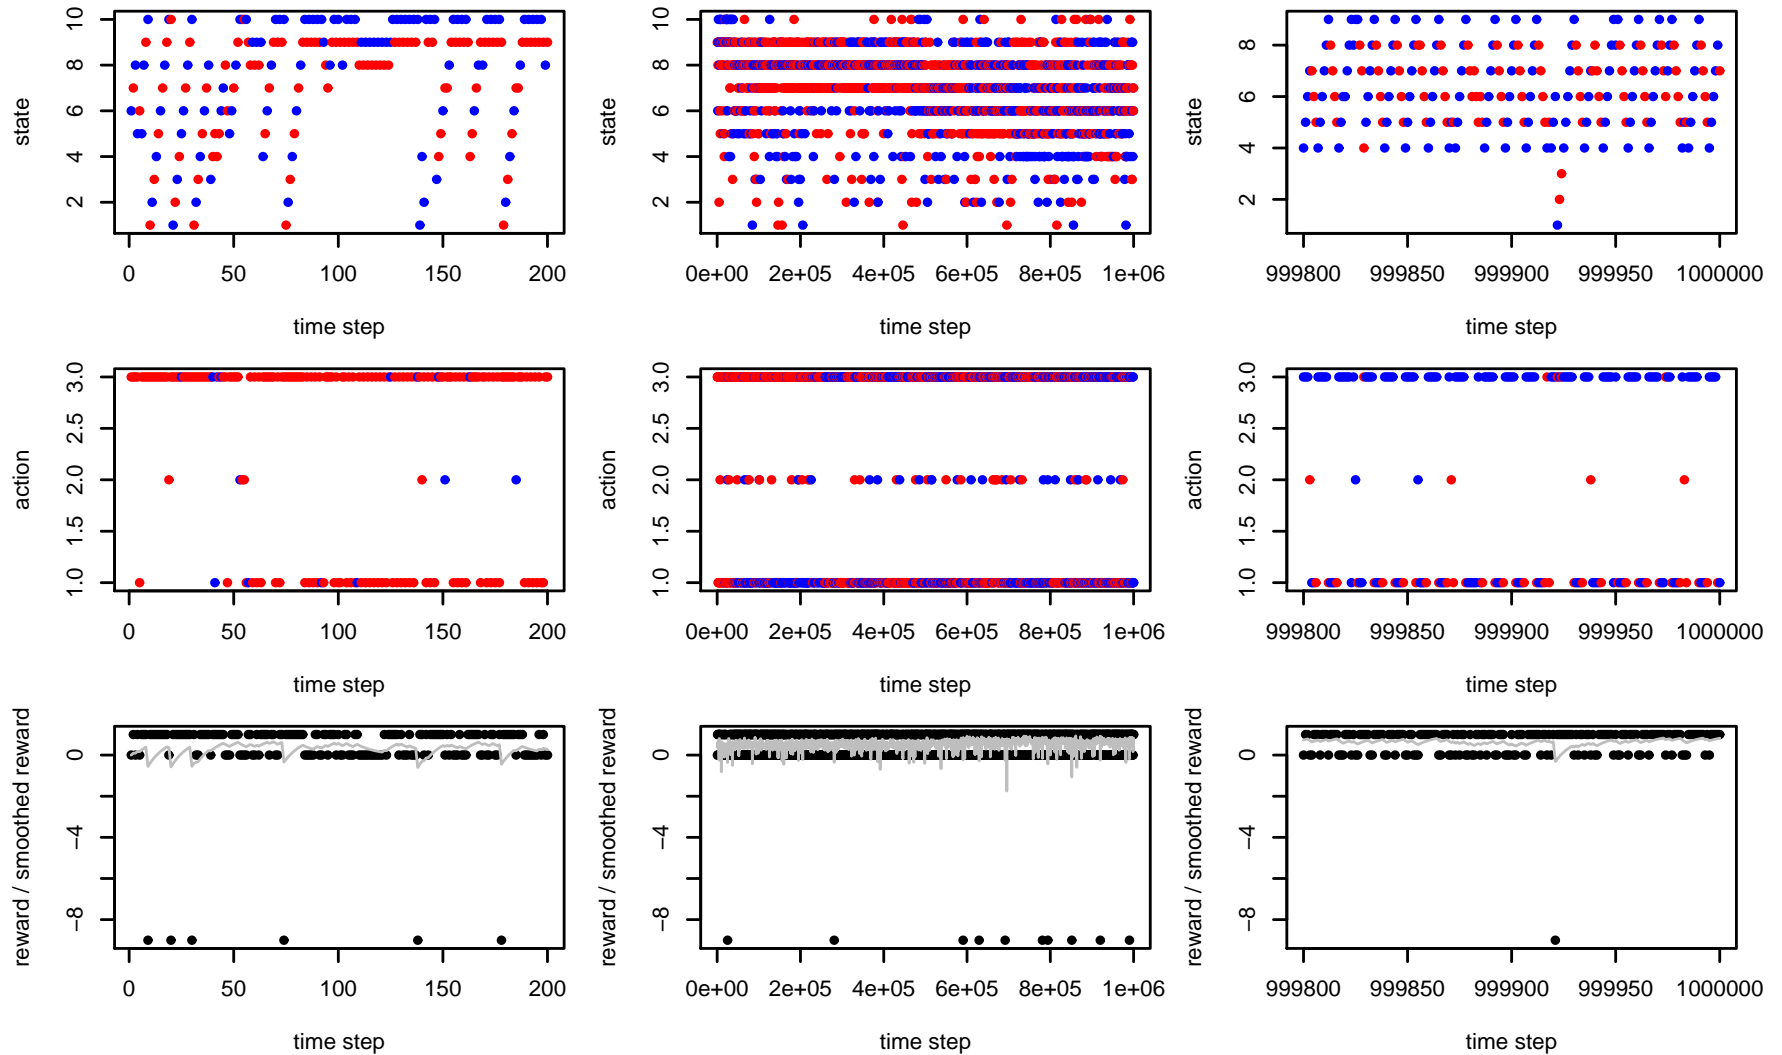 state
10
8
6
4
2
0
50
100
150
200
time step
state
10
8
6
4
2
0e+00
2e+05
4e+05
6e+05
8e+05
1e+06
time step
state
8
6
4
2
999800
999850
999900
999950
1000000
time step
action
3.0
2.5
2.0
1.5
1.0
0
50
100
150
200
time step
action
3.0
2.5
2.0
1.5
1.0
0e+00
2e+05
4e+05
6e+05
8e+05
1e+06
time step
action
3.0
2.5
2.0
1.5
1.0
999800
999850
999900
999950
1000000
time step
reward / smoothed reward
0
−4
−8
0
50
100
150
200
time step
reward / smoothed reward
0
−4
−8
0e+00
2e+05
4e+05
6e+05
8e+05
1e+06
time step
reward / smoothed reward
0
−4
−8
999800
999850
999900
999950
1000000
time step